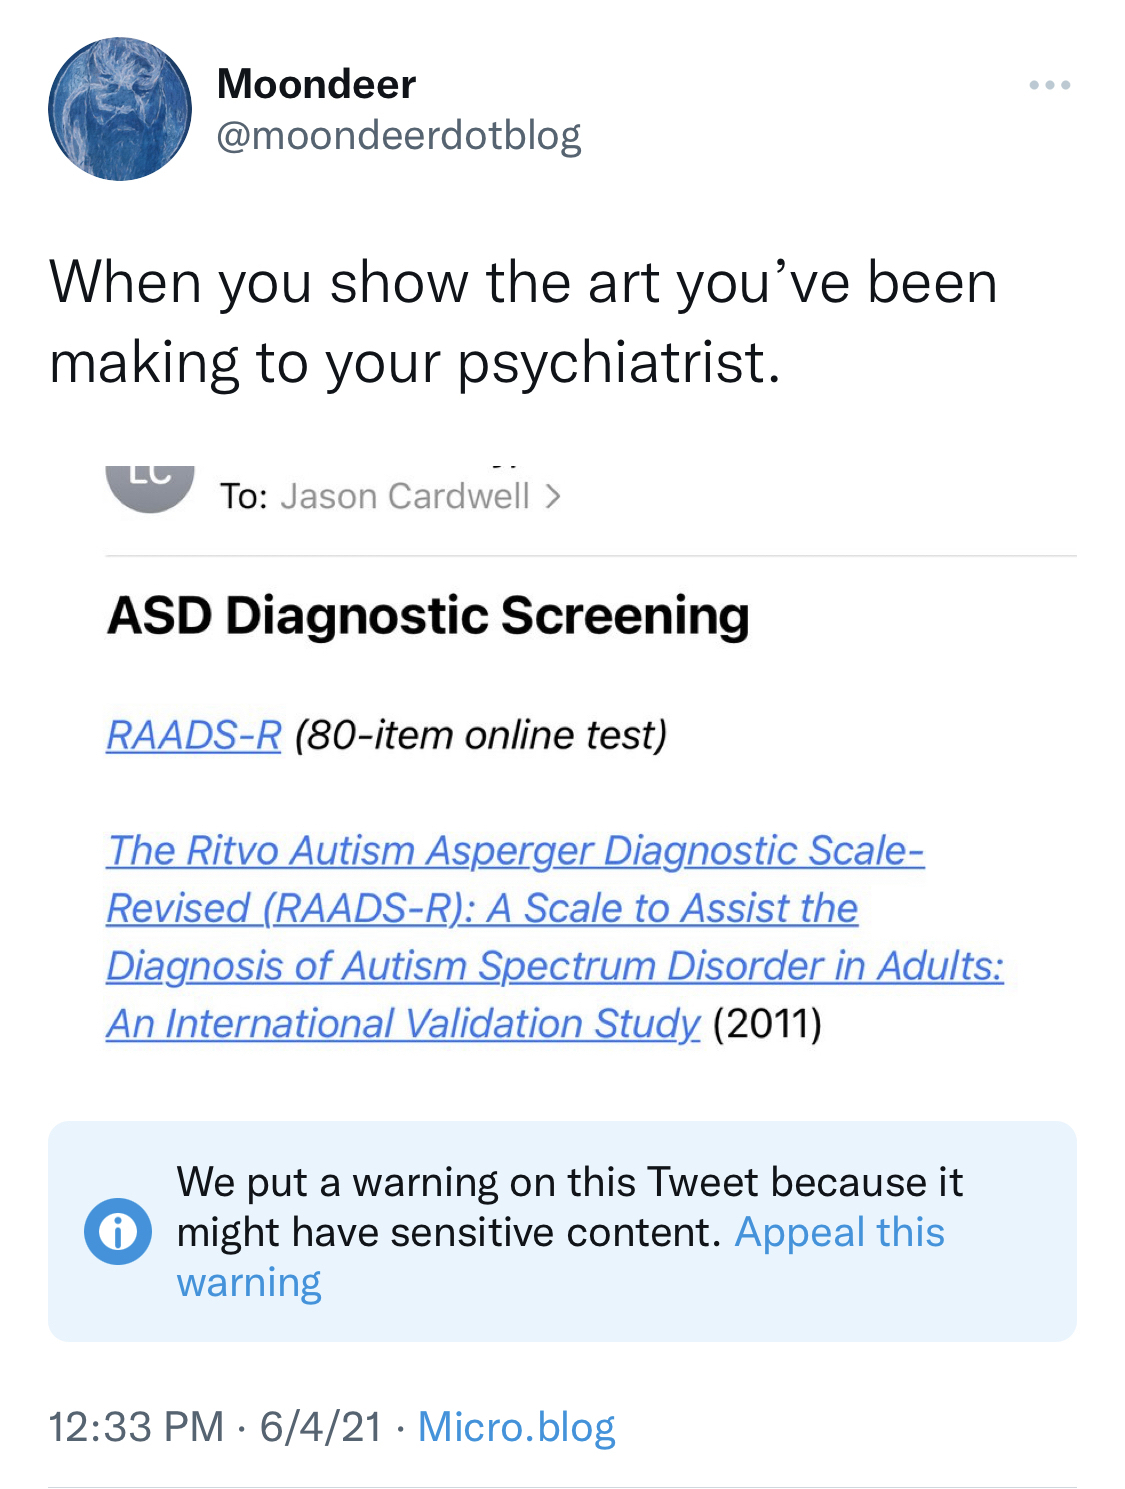 Moondeer
@moondeerdotblog
When you show the art you’ve been
making to your psychiatrist.
LC
To: Jason Cardwell >
ASD Diagnostic Screening
RAADS-R (80-item online test)
The Ritvo Autism Asperger Diagnostic Scale-
Revised (RAADS-R): A Scale to Assist the
Diagnosis of Autism Spectrum Disorder in Adults:
An International Validation Study (2011)
We put a warning on this Tweet because it
might have sensitive content. Appeal this
warning
12:33 PM · 6/4/21 · Micro.blog